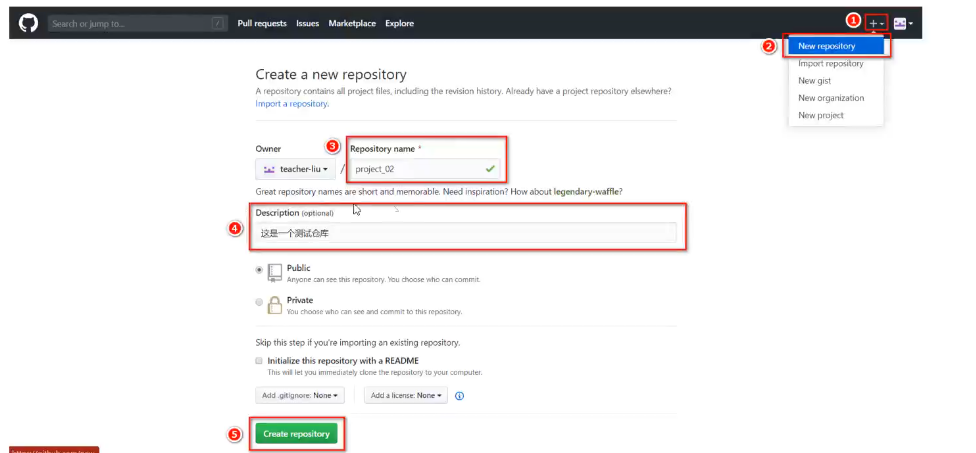 Search or jump to...
/
Pull requests Issues Marketplace Explore
1
2
New repository
Import repository
New gist
New organization
New project
Create a new repository
A repository contains all project files, including the revision history. Already have a project repository elsewhere?
Import a repository.
Owner
3
Repository name *
teacher-liu / project_02
Great repository names are short and memorable. Need inspiration? How about legendary-waffle?
Description (optional)
4
这是一个测试仓库
Public
Anyone can see this repository. You choose who can commit.
Private
You choose who can see and commit to this repository.
Skip this step if you're importing an existing repository.
Initialize this repository with a README
This will let you immediately clone the repository to your computer.
Add .gitignore: None
Add a license: None
5
Create repository